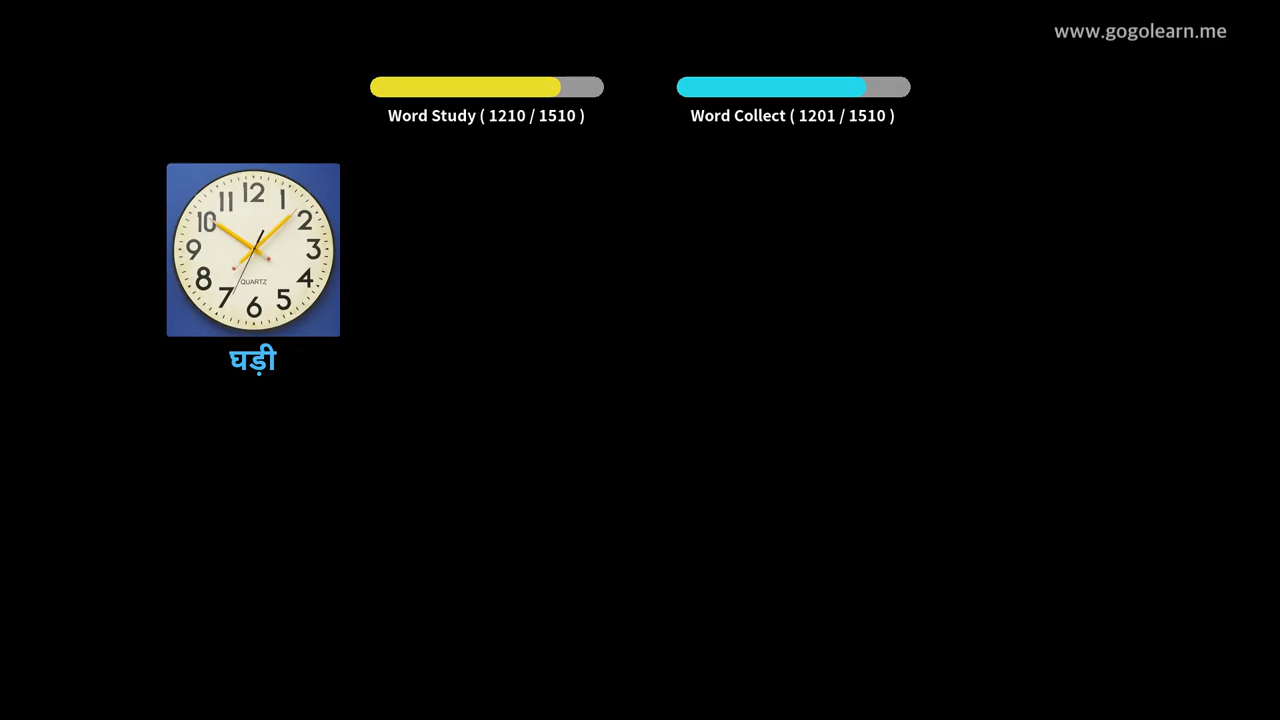 www.gogolearn.me
Word Study ( 1210 / 1510 )
Word Collect ( 1201 / 1510 )
12
11
1
10
2
9
3
8
4
QUARTZ
7
5
6
घड़ी